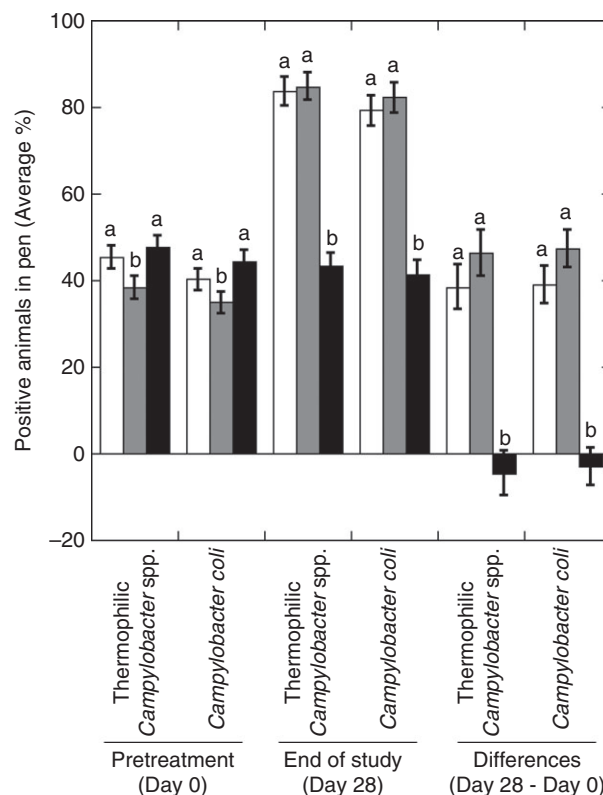 Positive animals in pen (Average %)
100
80
60
40
20
0
–20
a
b
a
a
b
a
a
a
b
a
a
b
a
a
b
a
a
b
Thermophilic
Campylobacter spp.
Campylobacter coli
Thermophilic
Campylobacter spp.
Campylobacter coli
Thermophilic
Campylobacter spp.
Campylobacter coli
Pretreatment
(Day 0)
End of study
(Day 28)
Differences
(Day 28 - Day 0)